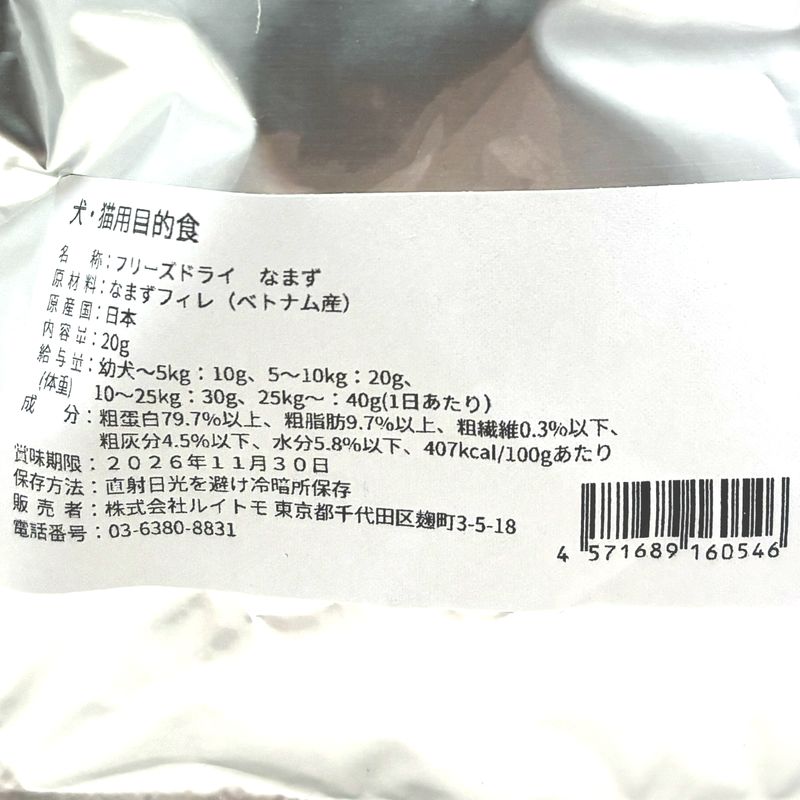 犬・猫用目的食
名 称：フリーズドライ なまず
原材料：なまずフィレ（ベトナム産）
原産国：日本
内容量：20g
給与量：幼犬～5kg：10g、5～10kg：20g、
(体重) 10～25kg：30g、25kg～：40g(1日あたり)
成 分：粗蛋白79.7%以上、粗脂肪9.7%以上、粗繊維0.3%以下、
粗灰分4.5%以下、水分5.8%以下、407kcal/100gあたり
賞味期限：２０２６年１１月３０日
保存方法：直射日光を避け冷暗所保存
販売者：株式会社ルイトモ 東京都千代田区麹町3-5-18
電話番号：03-6380-8831
4 571689 160546